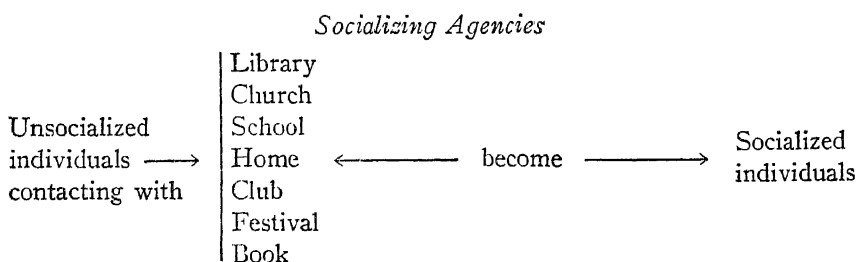 Socializing Agencies
Library
Church
School
Home
Club
Festival
Book
Unsocialized
individuals
contacting with
become
Socialized
individuals